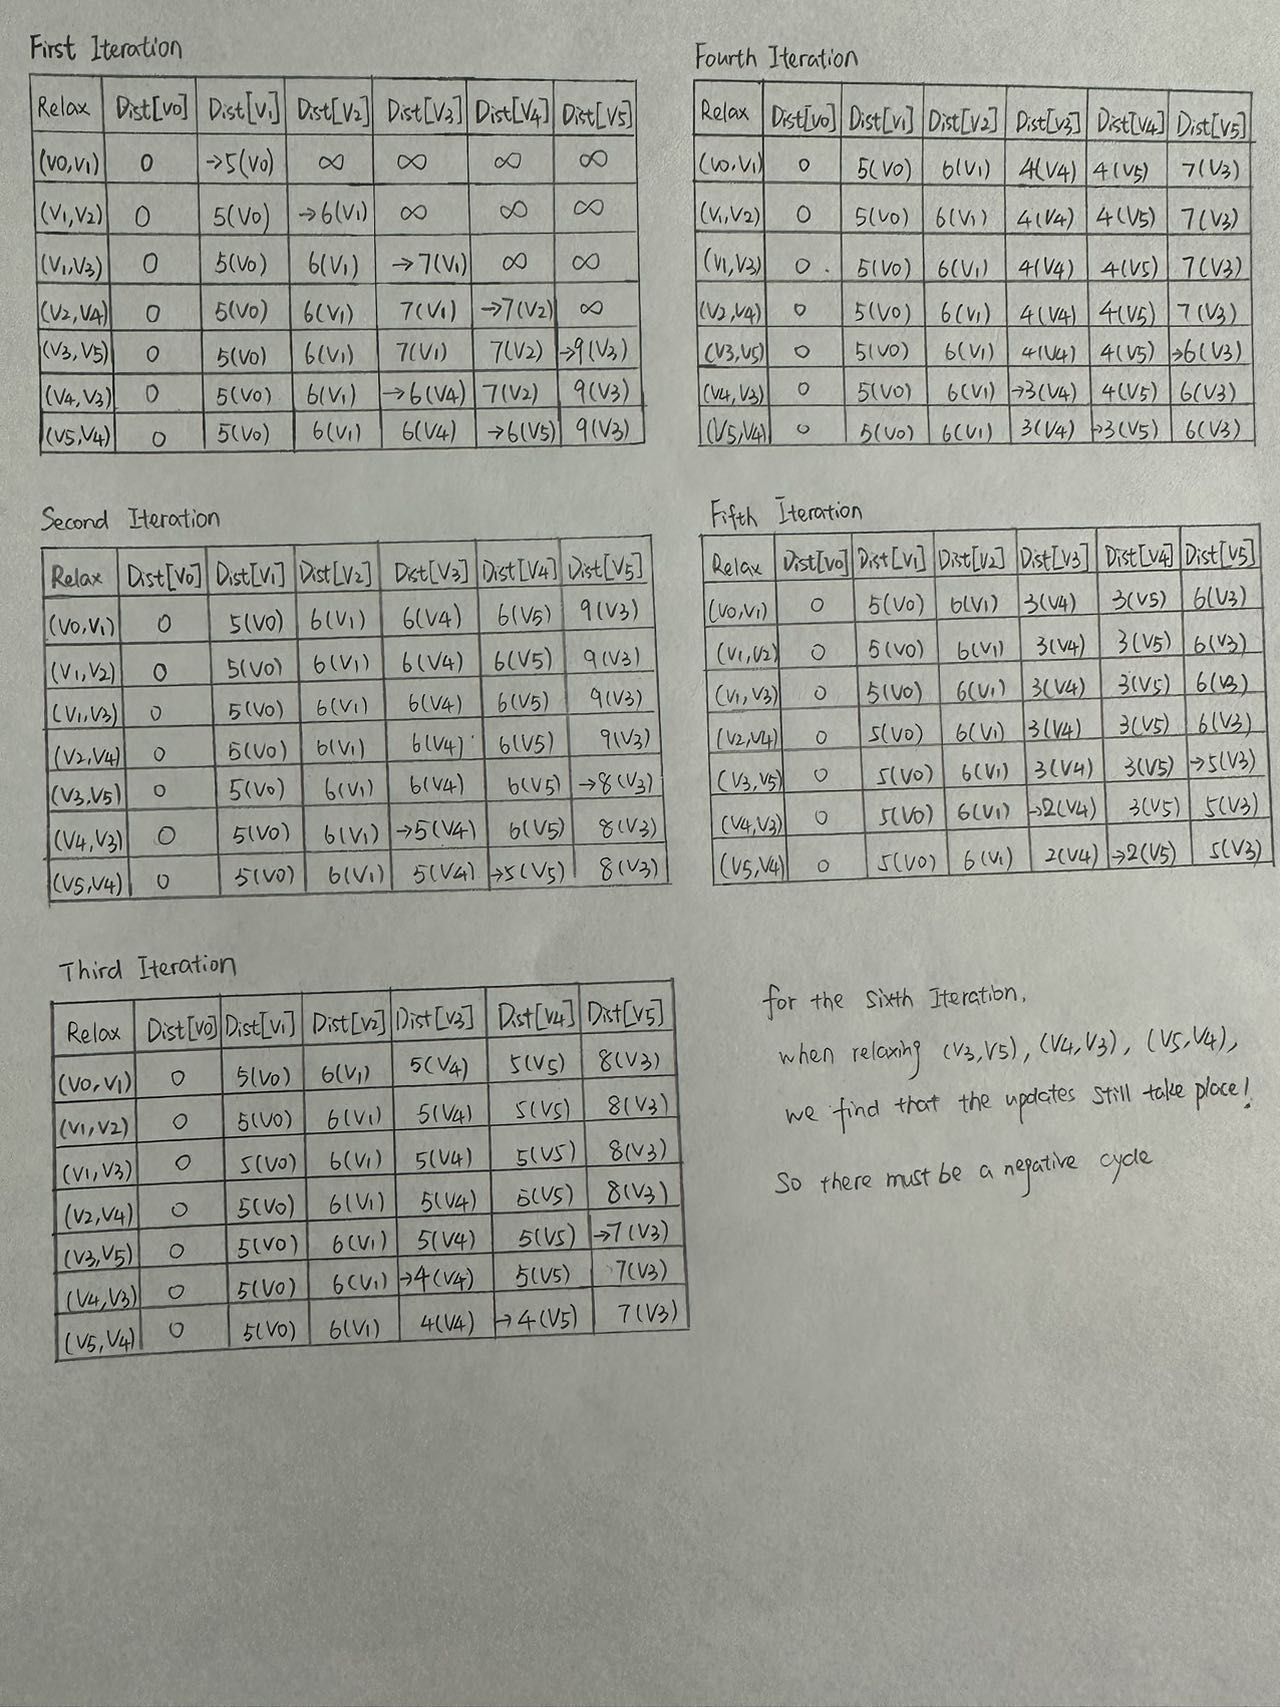 First Iteration
Relax Dist[V0] Dist[V1] Dist[V2] Dist[V3] Dist[V4] Dist[V5]
(V0,V1) 0 →5(V0) ∞ ∞ ∞ ∞
(V1,V2) 0 5(V0) →6(V1) ∞ ∞ ∞
(V1,V3) 0 5(V0) 6(V1) →7(V1) ∞ ∞
(V2,V4) 0 5(V0) 6(V1) 7(V1) →7(V2) ∞
(V3,V5) 0 5(V0) 6(V1) 7(V1) 7(V2) →9(V3)
(V4,V3) 0 5(V0) 6(V1) →6(V4) 7(V2) 9(V3)
(V5,V4) 0 5(V0) 6(V1) 6(V4) →6(V5) 9(V3)
Second Iteration
Relax Dist[V0] Dist[V1] Dist[V2] Dist[V3] Dist[V4] Dist[V5]
(V0,V1) 0 5(V0) 6(V1) 6(V4) 6(V5) 9(V3)
(V1,V2) 0 5(V0) 6(V1) 6(V4) 6(V5) 9(V3)
(V1,V3) 0 5(V0) 6(V1) 6(V4) 6(V5) 9(V3)
(V2,V4) 0 5(V0) 6(V1) 6(V4) 6(V5) 9(V3)
(V3,V5) 0 5(V0) 6(V1) 6(V4) 6(V5) →8(V3)
(V4,V3) 0 5(V0) 6(V1) →5(V4) 6(V5) 8(V3)
(V5,V4) 0 5(V0) 6(V1) 5(V4) →5(V5) 8(V3)
Third Iteration
Relax Dist[V0] Dist[V1] Dist[V2] Dist[V3] Dist[V4] Dist[V5]
(V0,V1) 0 5(V0) 6(V1) 5(V4) 5(V5) 8(V3)
(V1,V2) 0 5(V0) 6(V1) 5(V4) 5(V5) 8(V3)
(V1,V3) 0 5(V0) 6(V1) 5(V4) 5(V5) 8(V3)
(V2,V4) 0 5(V0) 6(V1) 5(V4) 5(V5) 8(V3)
(V3,V5) 0 5(V0) 6(V1) 5(V4) 5(V5) →7(V3)
(V4,V3) 0 5(V0) 6(V1) →4(V4) 5(V5) 7(V3)
(V5,V4) 0 5(V0) 6(V1) 4(V4) →4(V5) 7(V3)
Fourth Iteration
Relax Dist[V0] Dist[V1] Dist[V2] Dist[V3] Dist[V4] Dist[V5]
(V0,V1) 0 5(V0) 6(V1) 4(V4) 4(V5) 7(V3)
(V1,V2) 0 5(V0) 6(V1) 4(V4) 4(V5) 7(V3)
(V1,V3) 0 5(V0) 6(V1) 4(V4) 4(V5) 7(V3)
(V2,V4) 0 5(V0) 6(V1) 4(V4) 4(V5) 7(V3)
(V3,V5) 0 5(V0) 6(V1) 4(V4) 4(V5) →6(V3)
(V4,V3) 0 5(V0) 6(V1) →3(V4) 4(V5) 6(V3)
(V5,V4) 0 5(V0) 6(V1) 3(V4) →3(V5) 6(V3)
Fifth Iteration
Relax Dist[V0] Dist[V1] Dist[V2] Dist[V3] Dist[V4] Dist[V5]
(V0,V1) 0 5(V0) 6(V1) 3(V4) 3(V5) 6(V3)
(V1,V2) 0 5(V0) 6(V1) 3(V4) 3(V5) 6(V3)
(V1,V3) 0 5(V0) 6(V1) 3(V4) 3(V5) 6(V3)
(V2,V4) 0 5(V0) 6(V1) 3(V4) 3(V5) 6(V3)
(V3,V5) 0 5(V0) 6(V1) 3(V4) 3(V5) →5(V3)
(V4,V3) 0 5(V0) 6(V1) →2(V4) 3(V5) 5(V3)
(V5,V4) 0 5(V0) 6(V1) 2(V4) →2(V5) 5(V3)
for the Sixth Iteration,
when relaxing (V3,V5), (V4,V3), (V5,V4),
we find that the updates still take place!
So there must be a negative cycle